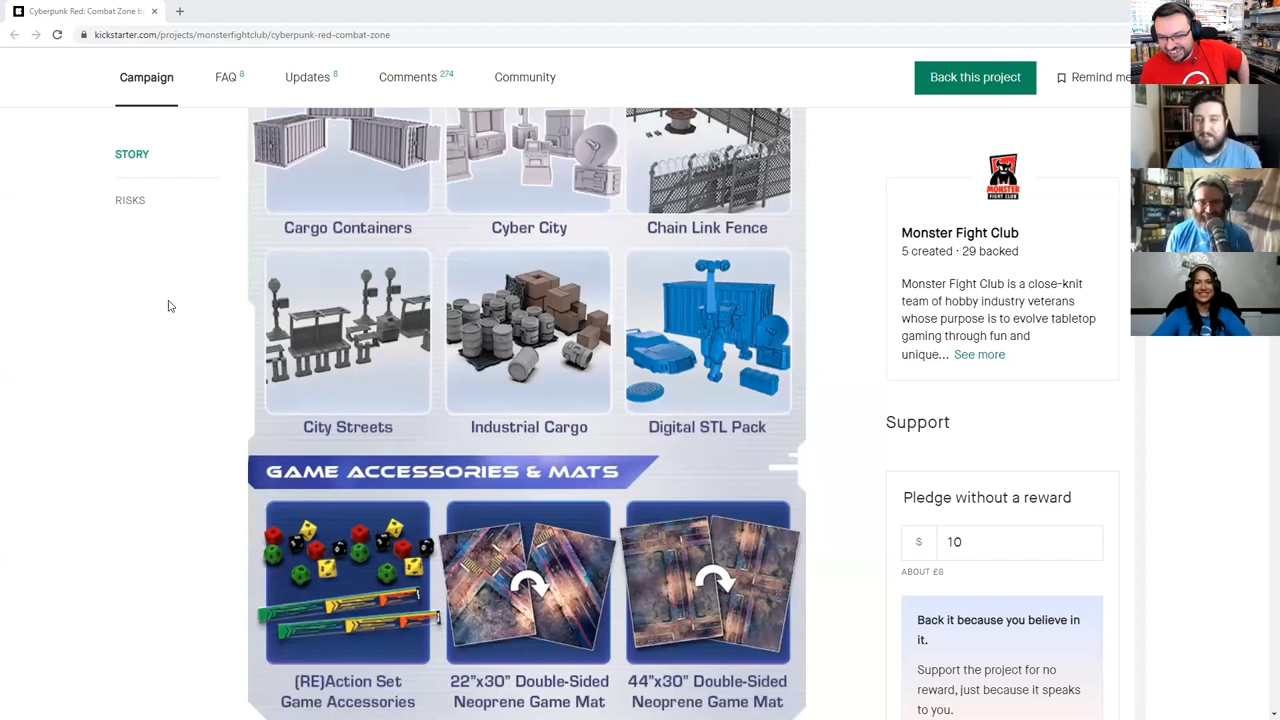 Cyberpunk Red: Combat Zone b
kickstarter.com/projects/monsterfightclub/cyberpunk-red-combat-zone
Campaign
FAQ 8
Updates 8
Comments 274
Community
Back this project
Remind me
STORY
RISKS
Cargo Containers
Cyber City
Chain Link Fence
City Streets
Industrial Cargo
Digital STL Pack
GAME ACCESSORIES & MATS
(RE)Action Set
Game Accessories
22"x30" Double-Sided
Neoprene Game Mat
44"x30" Double-Sided
Neoprene Game Mat
MONSTER
FIGHT CLUB
Monster Fight Club
5 created · 29 backed
Monster Fight Club is a close-knit
team of hobby industry veterans
whose purpose is to evolve tabletop
gaming through fun and
unique... See more
Support
Pledge without a reward
$ 10
ABOUT £8
Back it because you believe in
it.
Support the project for no
reward, just because it speaks
to you.